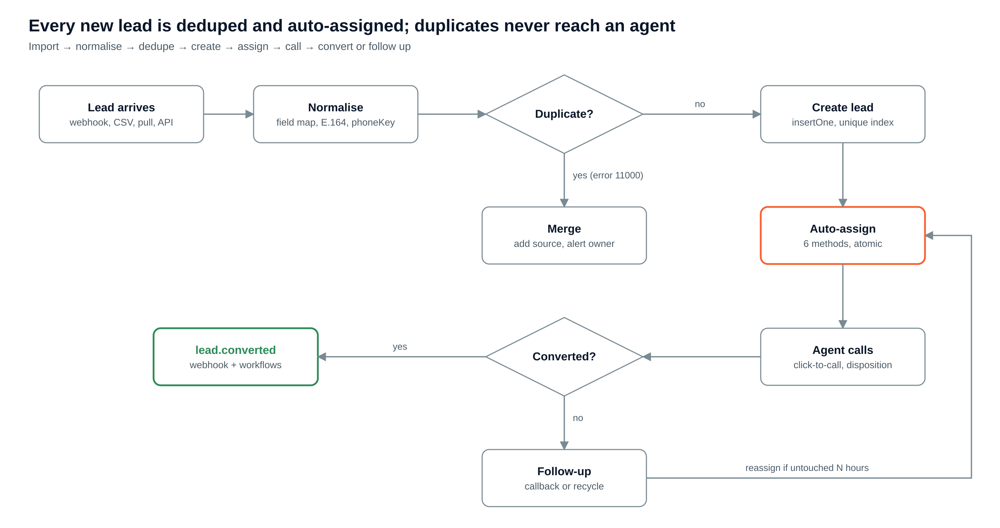 Every new lead is deduped and auto-assigned; duplicates never reach an agent
Import → normalise → dedupe → create → assign → call → convert or follow up
Lead arrives
webhook, CSV, pull, API
Normalise
field map, E.164, phoneKey
Duplicate?
no
Create lead
insertOne, unique index
yes (error 11000)
Merge
add source, alert owner
Auto-assign
6 methods, atomic
lead.converted
webhook + workflows
yes
Converted?
Agent calls
click-to-call, disposition
no
Follow-up
callback or recycle
reassign if untouched N hours